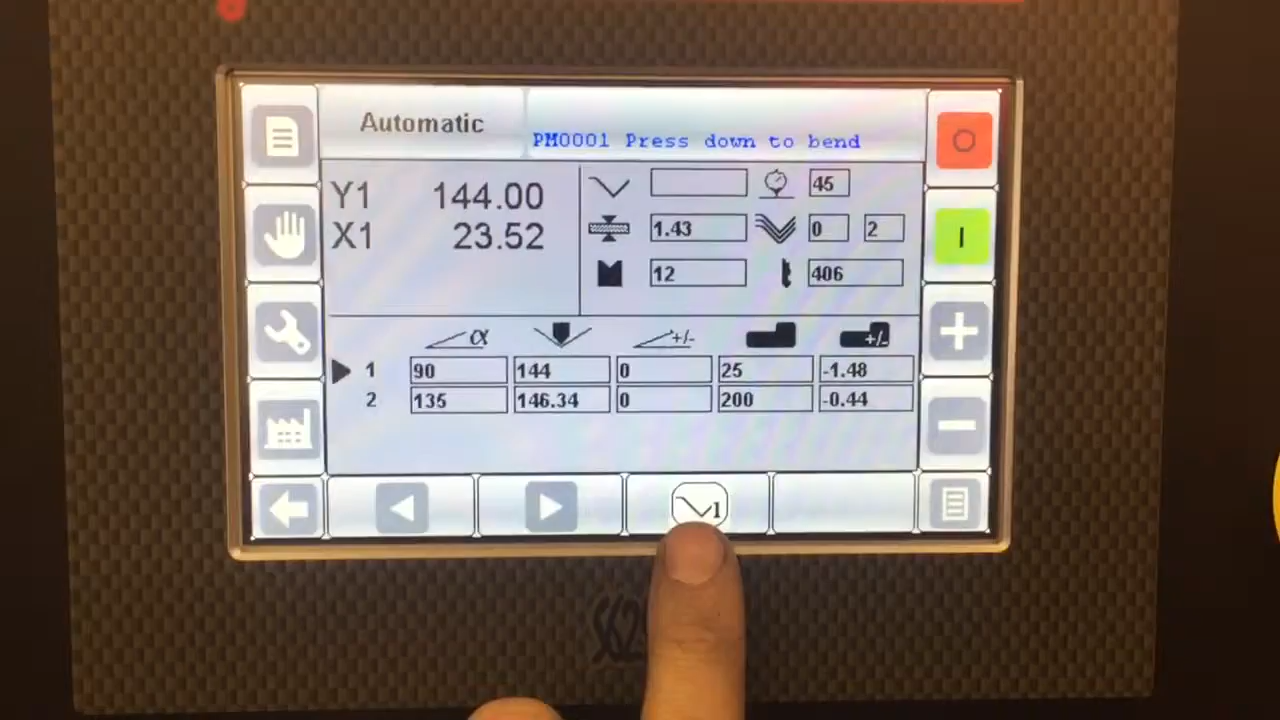 Automatic
PM0001 Press down to bend
Y1 144.00
X1 23.52
45
1.43 0 2
12 406
α +/- +/-
1 90 144 0 25 -1.48
2 135 146.34 0 200 -0.44
1